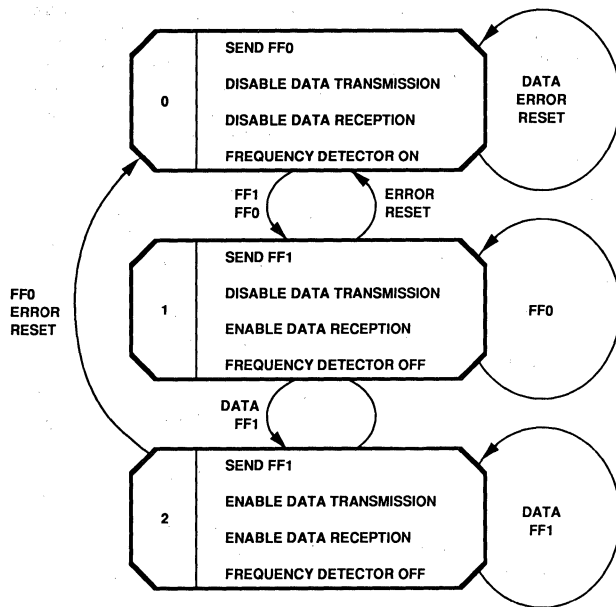 SEND FF0
DISABLE DATA TRANSMISSION
0
DISABLE DATA RECEPTION
FREQUENCY DETECTOR ON
DATA
ERROR
RESET
FF1
FF0
ERROR
RESET
SEND FF1
DISABLE DATA TRANSMISSION
1
ENABLE DATA RECEPTION
FREQUENCY DETECTOR OFF
FF0
FF0
ERROR
RESET
DATA
FF1
SEND FF1
ENABLE DATA TRANSMISSION
2
ENABLE DATA RECEPTION
FREQUENCY DETECTOR OFF
DATA
FF1